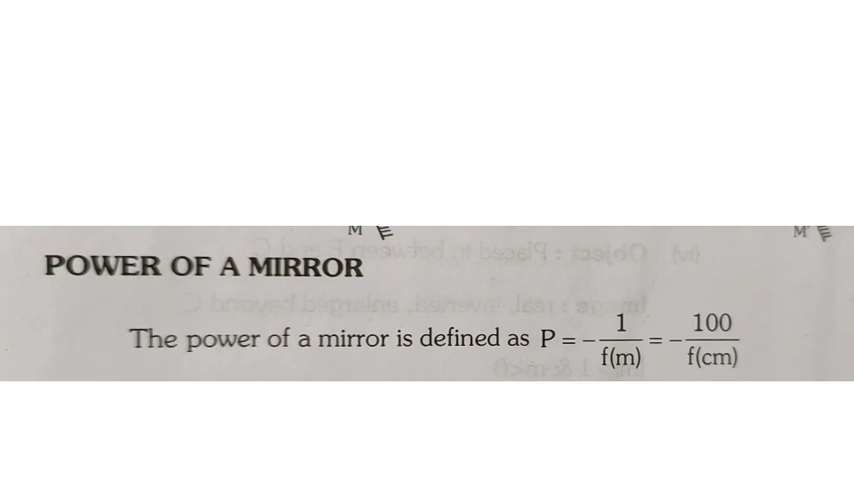 M
M'
POWER OF A MIRROR
The power of a mirror is defined as P = - 1/f(m) = - 100/f(cm)